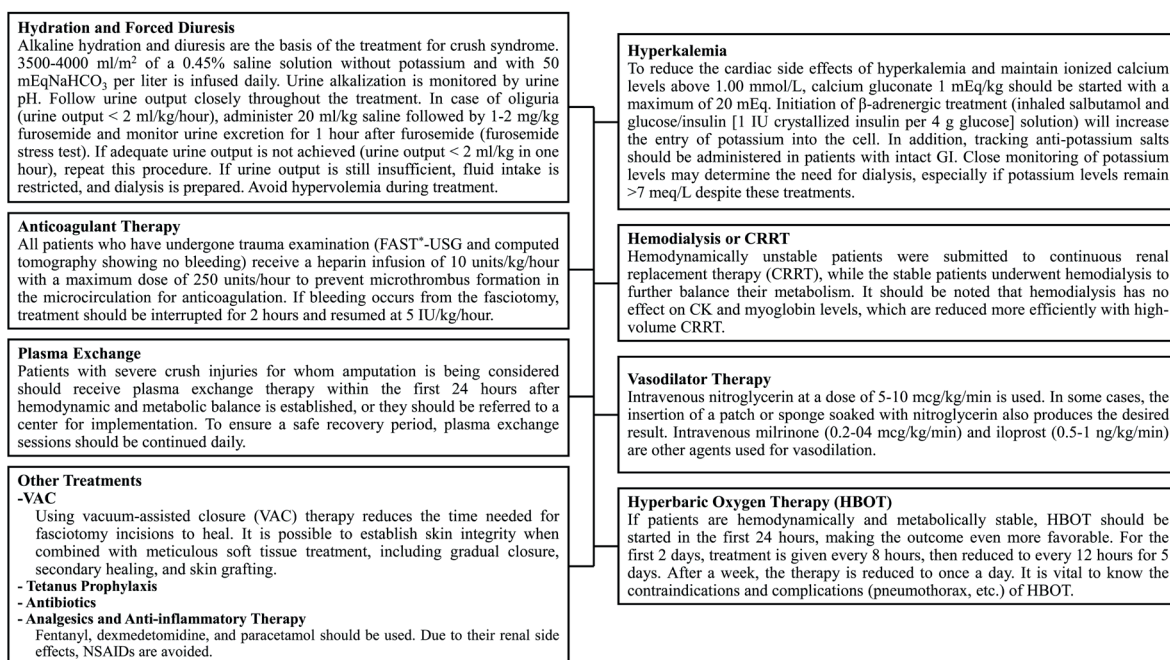 Hydration and Forced Diuresis
Alkaline hydration and diuresis are the basis of the treatment for crush syndrome.
3500-4000 ml/m² of a 0.45% saline solution without potassium and with 50
mEqNaHCO₃ per liter is infused daily. Urine alkalization is monitored by urine
pH. Follow urine output closely throughout the treatment. In case of oliguria
(urine output < 2 ml/kg/hour), administer 20 ml/kg saline followed by 1-2 mg/kg
furosemide and monitor urine excretion for 1 hour after furosemide (furosemide
stress test). If adequate urine output is not achieved (urine output < 2 ml/kg in one
hour), repeat this procedure. If urine output is still insufficient, fluid intake is
restricted, and dialysis is prepared. Avoid hypervolemia during treatment.
Anticoagulant Therapy
All patients who have undergone trauma examination (FAST*-USG and computed
tomography showing no bleeding) receive a heparin infusion of 10 units/kg/hour
with a maximum dose of 250 units/hour to prevent microthrombus formation in
the microcirculation for anticoagulation. If bleeding occurs from the fasciotomy,
treatment should be interrupted for 2 hours and resumed at 5 IU/kg/hour.
Plasma Exchange
Patients with severe crush injuries for whom amputation is being considered
should receive plasma exchange therapy within the first 24 hours after
hemodynamic and metabolic balance is established, or they should be referred to a
center for implementation. To ensure a safe recovery period, plasma exchange
sessions should be continued daily.
Other Treatments
-VAC
Using vacuum-assisted closure (VAC) therapy reduces the time needed for
fasciotomy incisions to heal. It is possible to establish skin integrity when
combined with meticulous soft tissue treatment, including gradual closure,
secondary healing, and skin grafting.
- Tetanus Prophylaxis
- Antibiotics
- Analgesics and Anti-inflammatory Therapy
Fentanyl, dexmedetomidine, and paracetamol should be used. Due to their renal side
effects, NSAIDs are avoided.
Hyperkalemia
To reduce the cardiac side effects of hyperkalemia and maintain ionized calcium
levels above 1.00 mmol/L, calcium gluconate 1 mEq/kg should be started with a
maximum of 20 mEq. Initiation of β-adrenergic treatment (inhaled salbutamol and
glucose/insulin [1 IU crystallized insulin per 4 g glucose] solution) will increase
the entry of potassium into the cell. In addition, tracking anti-potassium salts
should be administered in patients with intact GI. Close monitoring of potassium
levels may determine the need for dialysis, especially if potassium levels remain
>7 meq/L despite these treatments.
Hemodialysis or CRRT
Hemodynamically unstable patients were submitted to continuous renal
replacement therapy (CRRT), while the stable patients underwent hemodialysis to
further balance their metabolism. It should be noted that hemodialysis has no
effect on CK and myoglobin levels, which are reduced more efficiently with high-
volume CRRT.
Vasodilator Therapy
Intravenous nitroglycerin at a dose of 5-10 mcg/kg/min is used. In some cases, the
insertion of a patch or sponge soaked with nitroglycerin also produces the desired
result. Intravenous milrinone (0.2-04 mcg/kg/min) and iloprost (0.5-1 ng/kg/min)
are other agents used for vasodilation.
Hyperbaric Oxygen Therapy (HBOT)
If patients are hemodynamically and metabolically stable, HBOT should be
started in the first 24 hours, making the outcome even more favorable. For the
first 2 days, treatment is given every 8 hours, then reduced to every 12 hours for 5
days. After a week, the therapy is reduced to once a day. It is vital to know the
contraindications and complications (pneumothorax, etc.) of HBOT.